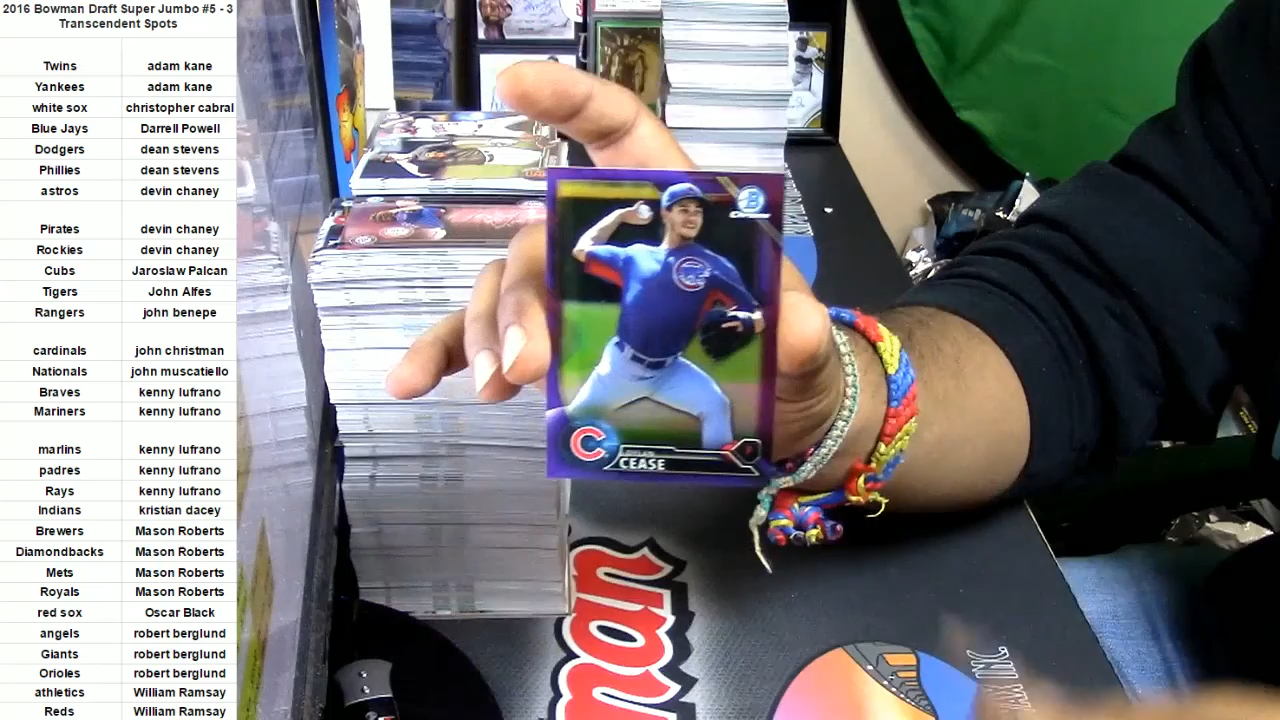 2016 Bowman Draft Super Jumbo #5 - 3
Transcendent Spots
Twins adam kane
Yankees adam kane
white sox christopher cabral
Blue Jays Darrell Powell
Dodgers dean stevens
Phillies dean stevens
astros devin chaney
Pirates devin chaney
Rockies devin chaney
Cubs Jaroslaw Palcan
Tigers John Alfes
Rangers john benepe
cardinals john christman
Nationals john muscatiello
Braves kenny lufrano
Mariners kenny lufrano
marlins kenny lufrano
padres kenny lufrano
Rays kenny lufrano
Indians kristian dacey
Brewers Mason Roberts
Diamondbacks Mason Roberts
Mets Mason Roberts
Royals Mason Roberts
red sox Oscar Black
angels robert berglund
Giants robert berglund
Orioles robert berglund
athletics William Ramsay
Reds William Ramsay
B
C
DYLAN
CEASE
P
INC